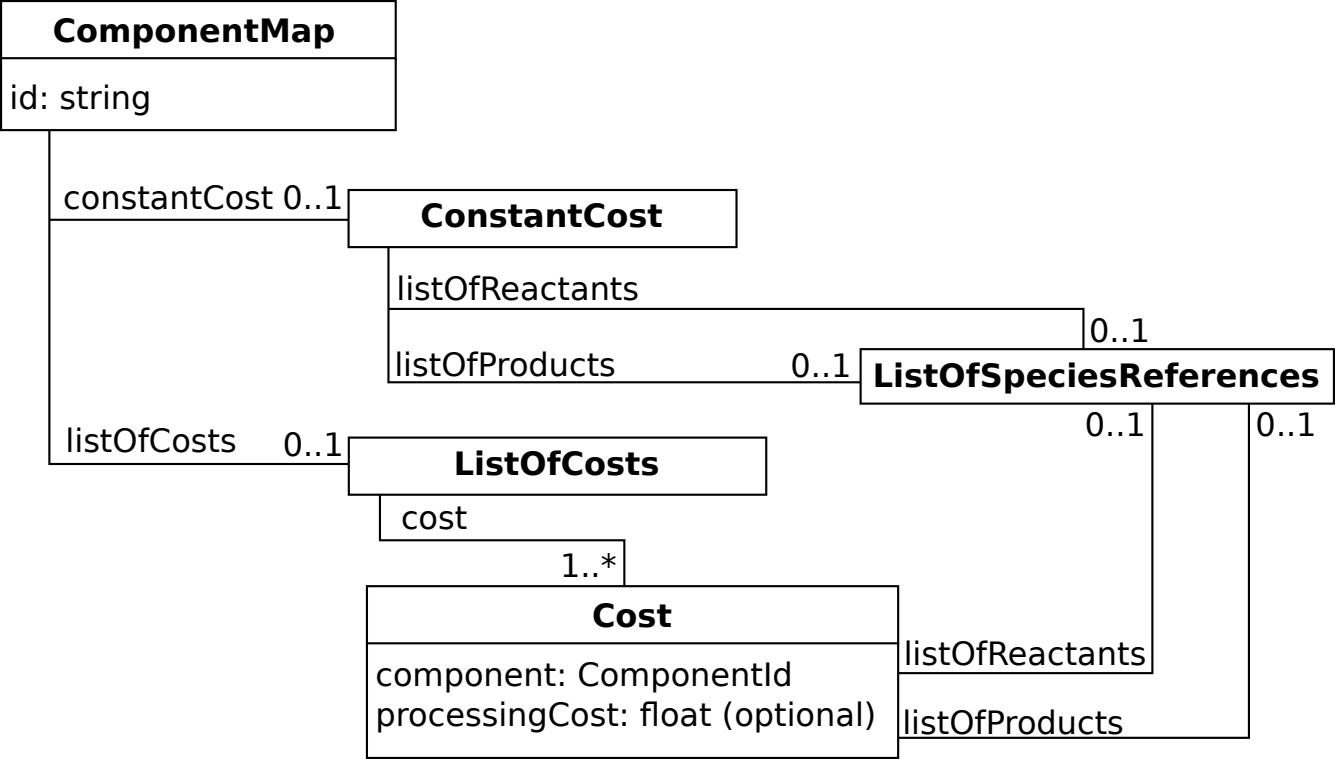 ComponentMap
id: string
constantCost 0..1
ConstantCost
listOfReactants
0..1
listOfProducts
0..1
ListOfSpeciesReferences
0..1
0..1
listOfCosts
0..1
ListOfCosts
cost
1..*
Cost
component: ComponentId
processingCost: float (optional)
listOfReactants
listOfProducts